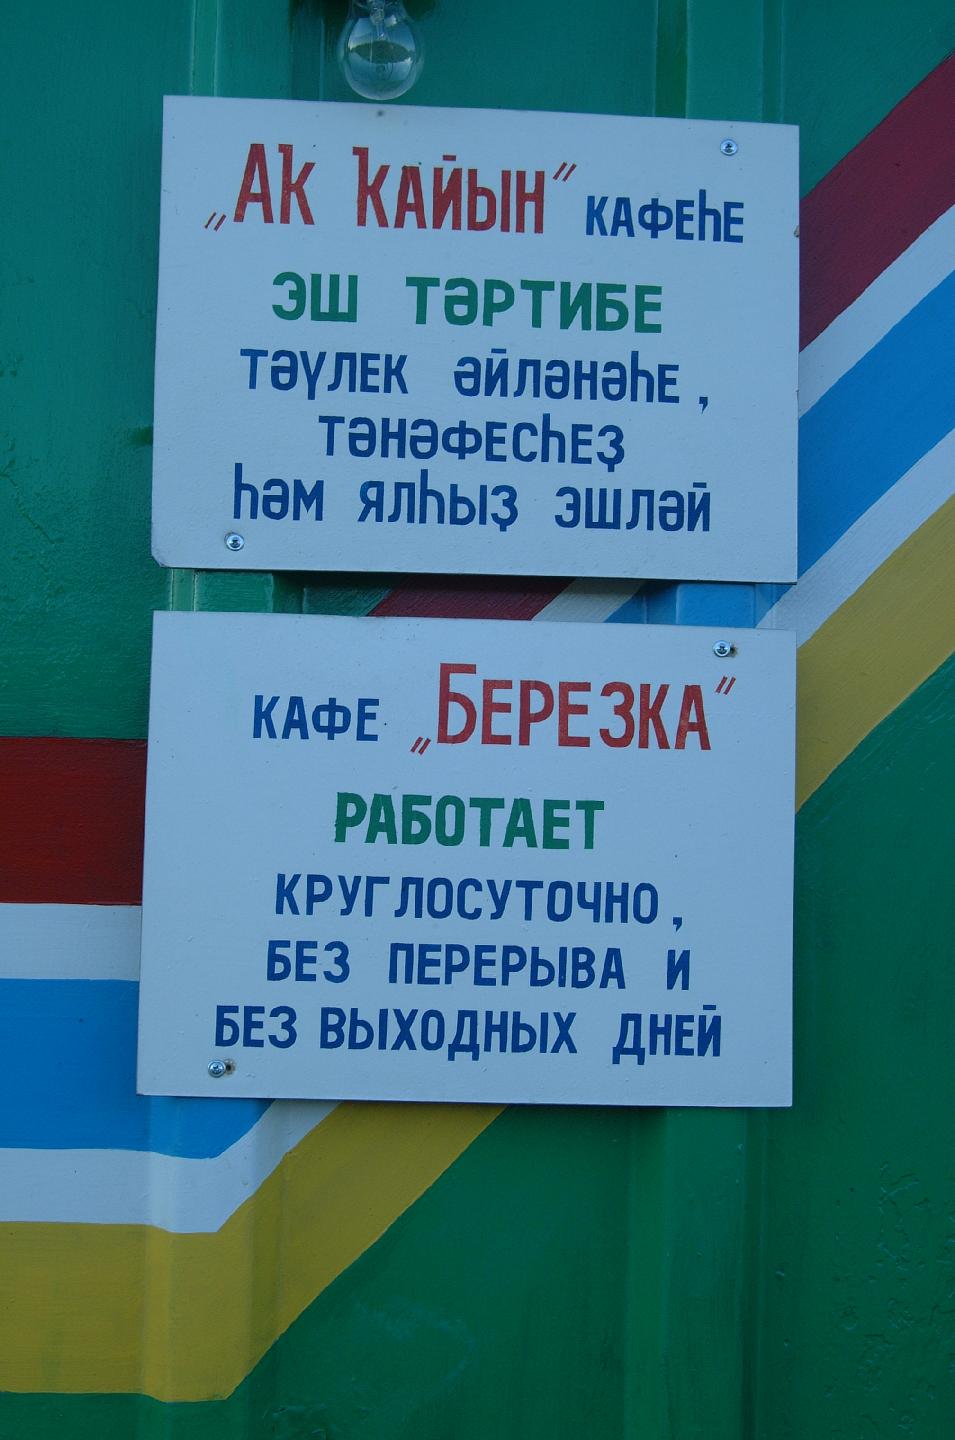 „АҠ ҠАЙЫН" КАФЕҺЕ
ЭШ ТӘРТИБЕ
ТӘҮЛЕК ӘЙЛӘНӘҺЕ,
ТӘНӘФЕСҺЕҘ
ҺӘМ ЯЛҺЫҘ ЭШЛӘЙ
КАФЕ „БЕРЕЗКА"
РАБОТАЕТ
КРУГЛОСУТОЧНО,
БЕЗ ПЕРЕРЫВА И
БЕЗ ВЫХОДНЫХ ДНЕЙ